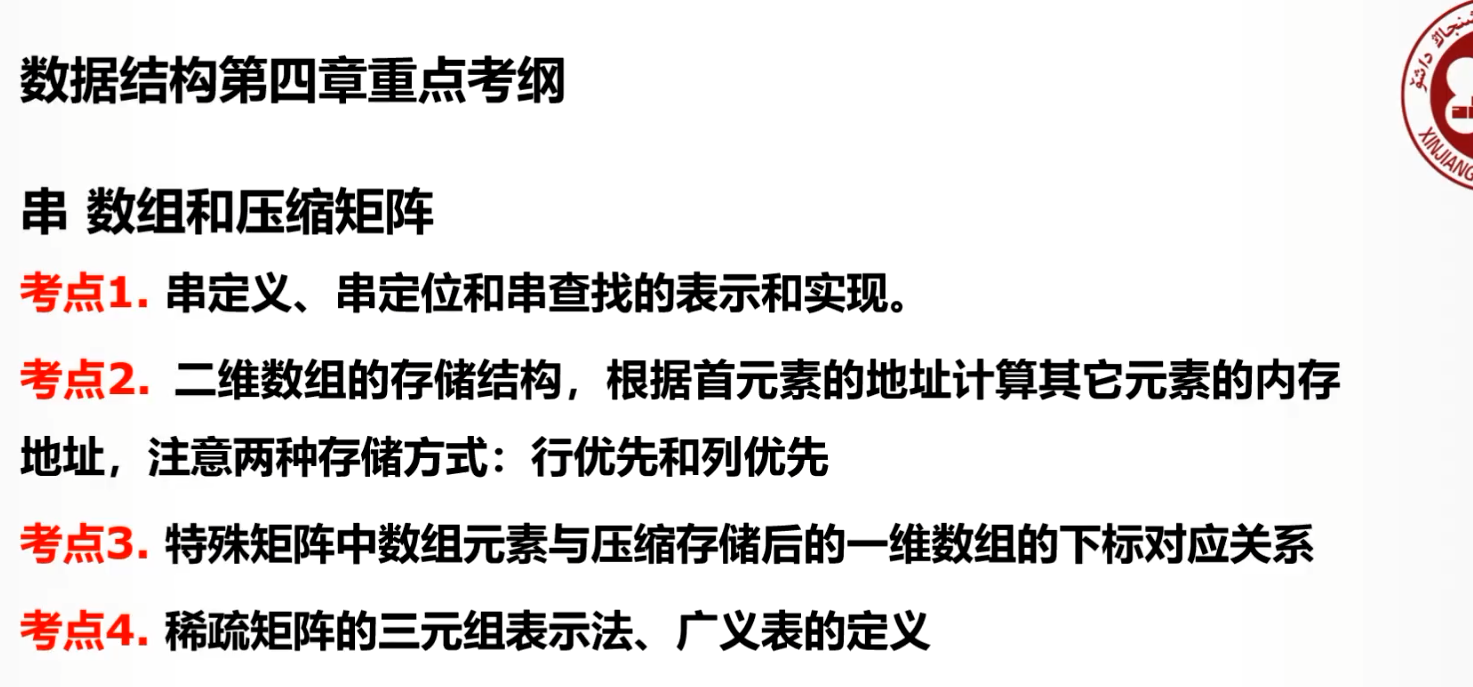 数据结构第四章重点考纲
串 数组和压缩矩阵
考点1. 串定义、串定位和串查找的表示和实现。
考点2. 二维数组的存储结构，根据首元素的地址计算其它元素的内存
地址，注意两种存储方式：行优先和列优先
考点3. 特殊矩阵中数组元素与压缩存储后的一维数组的下标对应关系
考点4. 稀疏矩阵的三元组表示法、广义表的定义
XINJIANG